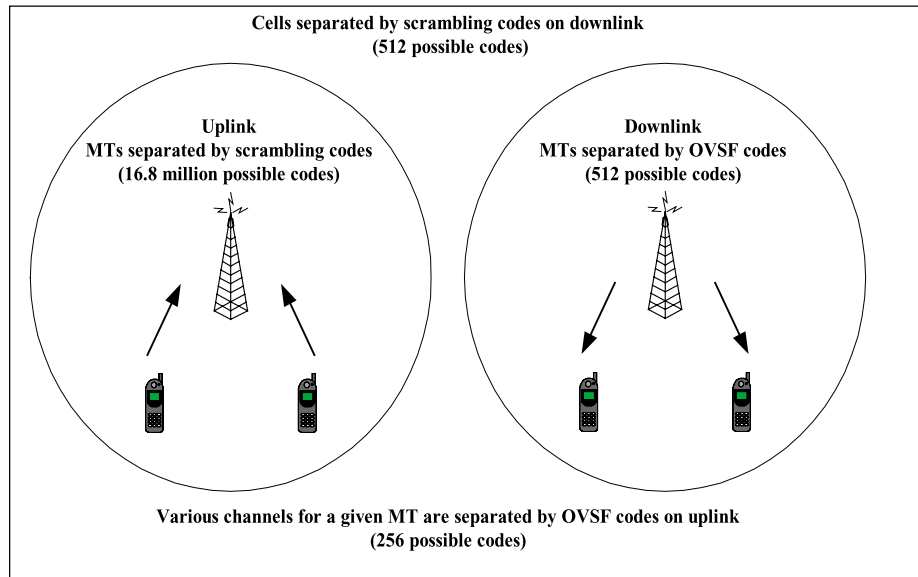 Cells separated by scrambling codes on downlink
(512 possible codes)
Uplink
MTs separated by scrambling codes
(16.8 million possible codes)
Downlink
MTs separated by OVSF codes
(512 possible codes)
Various channels for a given MT are separated by OVSF codes on uplink
(256 possible codes)